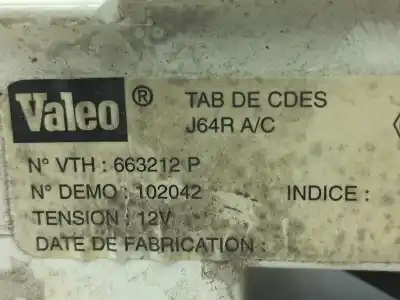 Valeo ® TAB DE CDES
J64R A/C
N° VTH : 663212 P
N° DEMO : 102042 INDICE :
TENSION : 12V
DATE DE FABRICATION :